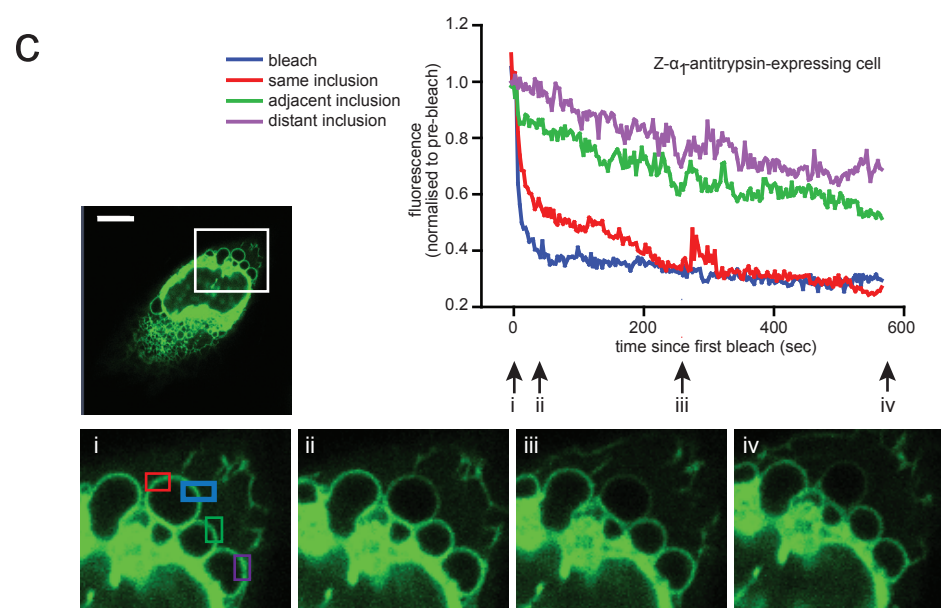 C
bleach
same inclusion
adjacent inclusion
distant inclusion
fluorescence
(normalised to pre-bleach)
1.2
1.0
0.8
0.6
0.4
0.2
Z-α1-antitrypsin-expressing cell
0
200
400
600
time since first bleach (sec)
i
ii
iii
iv
i
ii
iii
iv